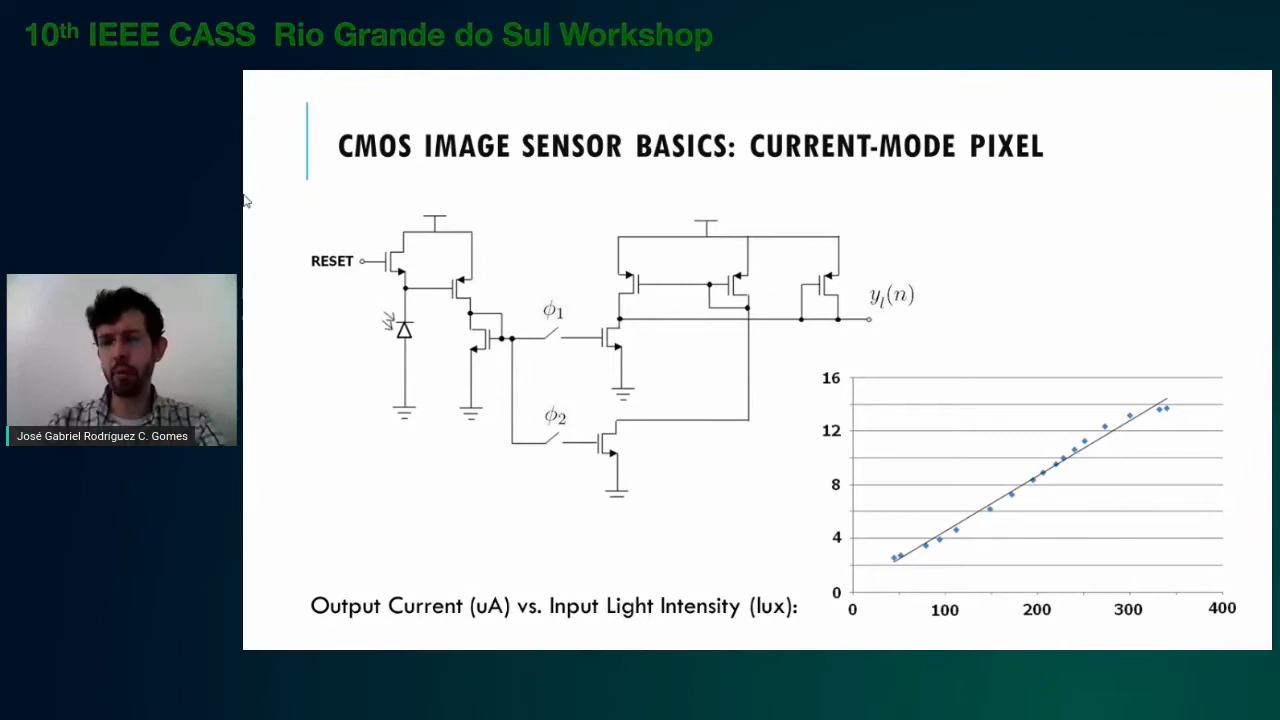 10th IEEE CASS Rio Grande do Sul Workshop
CMOS IMAGE SENSOR BASICS: CURRENT-MODE PIXEL
RESET
ϕ1
yl(n)
ϕ2
José Gabriel Rodríguez C. Gomes
16
12
8
4
0
0 100 200 300 400
Output Current (uA) vs. Input Light Intensity (lux):